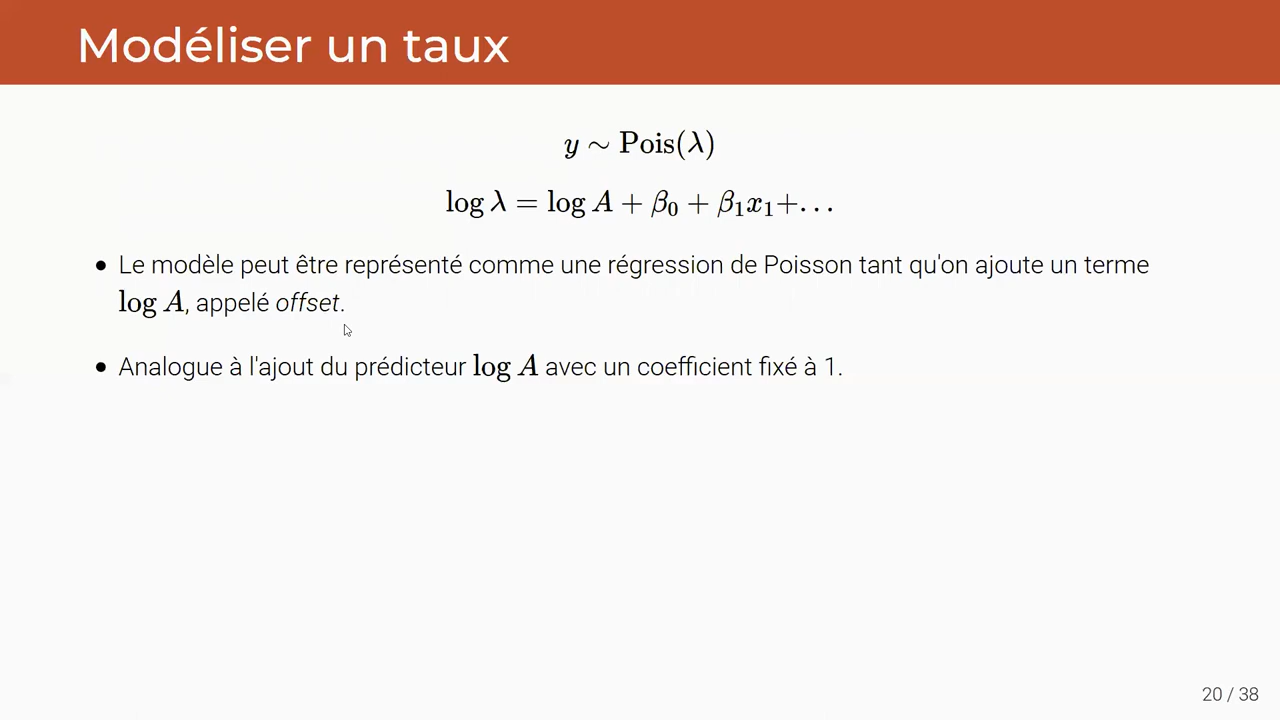 Modéliser un taux
y ∼ Pois(λ)
log λ = log A + β₀ + β₁x₁+…
• Le modèle peut être représenté comme une régression de Poisson tant qu'on ajoute un terme
log A, appelé offset.
• Analogue à l'ajout du prédicteur log A avec un coefficient fixé à 1.
20 / 38